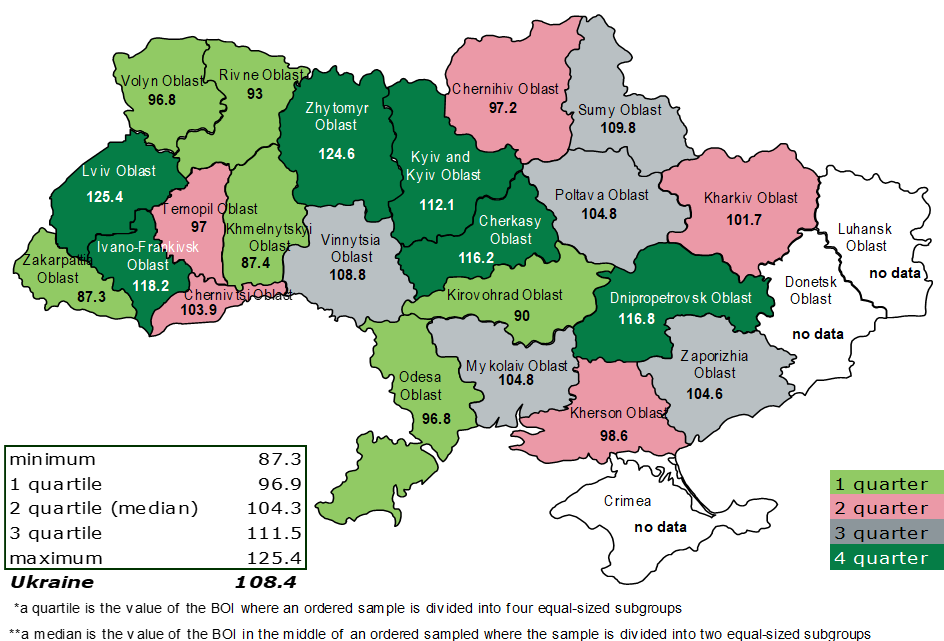 Volyn Oblast
96.8
Rivne Oblast
93
Zhytomyr
Oblast
124.6
Kyiv and
Kyiv Oblast
112.1
Chernihiv Oblast
97.2
Sumy Oblast
109.8
Lviv Oblast
125.4
Ternopil Oblast
97
Khmelnytskyi
Oblast
87.4
Vinnytsia
Oblast
108.8
Cherkasy
Oblast
116.2
Poltava Oblast
104.8
Kharkiv Oblast
101.7
Luhansk
Oblast
no data
Zakarpattia
Oblast
87.3
Ivano-Frankivsk
Oblast
118.2
Chernivtsi Oblast
103.9
Kirovohrad Oblast
90
Dnipropetrovsk Oblast
116.8
Donetsk
Oblast
no data
Odesa
Oblast
96.8
Mykolaiv Oblast
104.8
Zaporizhia
Oblast
104.6
Kherson Oblast
98.6
Crimea
no data
minimum 87.3
1 quartile 96.9
2 quartile (median) 104.3
3 quartile 111.5
maximum 125.4
Ukraine 108.4
1 quarter
2 quarter
3 quarter
4 quarter
*a quartile is the value of the BOI where an ordered sample is divided into four equal-sized subgroups
**a median is the value of the BOI in the middle of an ordered sampled where the sample is divided into two equal-sized subgroups